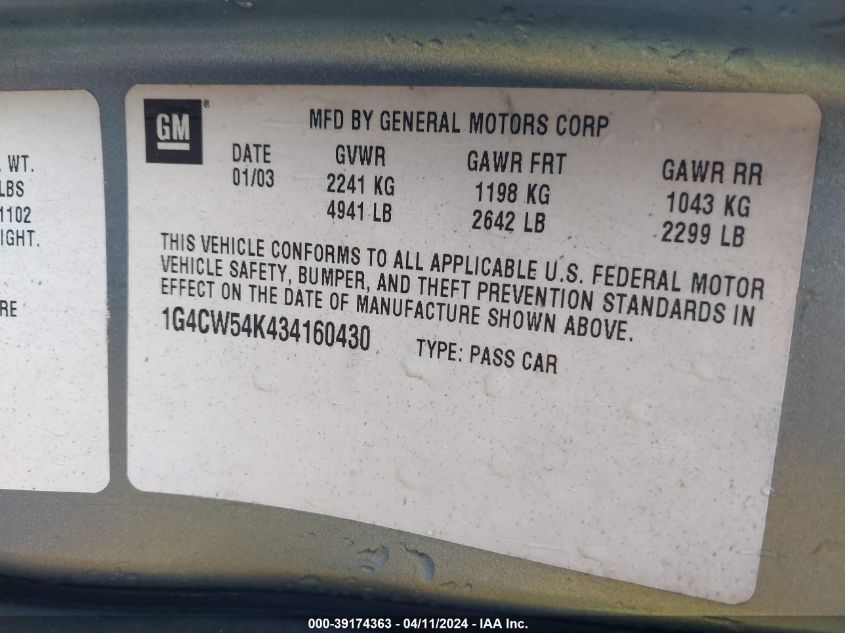 WT.
LBS
1102
IGHT.
RE
GM ®
MFD BY GENERAL MOTORS CORP
DATE GVWR GAWR FRT GAWR RR
01/03 2241 KG 1198 KG 1043 KG
4941 LB 2642 LB 2299 LB
THIS VEHICLE CONFORMS TO ALL APPLICABLE U.S. FEDERAL MOTOR
VEHICLE SAFETY, BUMPER, AND THEFT PREVENTION STANDARDS IN
EFFECT ON THE DATE OF MANUFACTURE SHOWN ABOVE.
1G4CW54K434160430 TYPE: PASS CAR
000-39174363 - 04/11/2024 - IAA Inc.